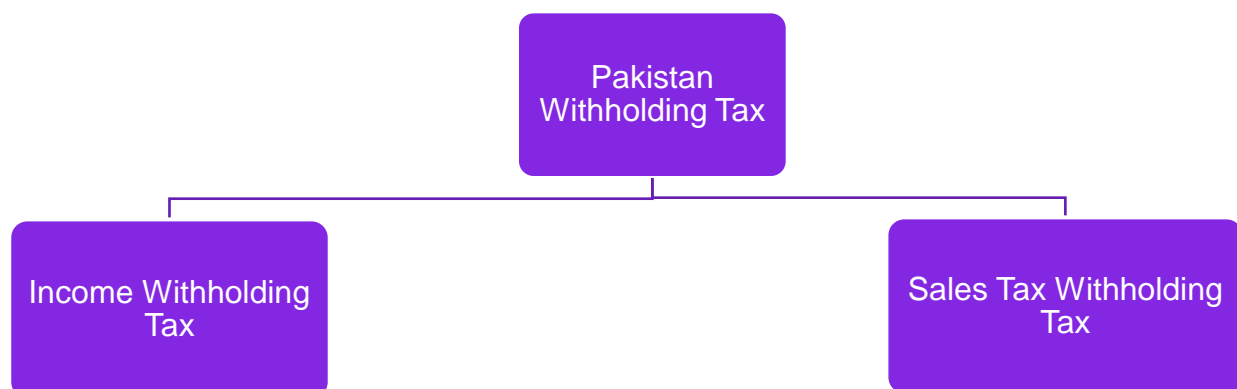 Pakistan
Withholding Tax
Income Withholding
Tax
Sales Tax Withholding
Tax